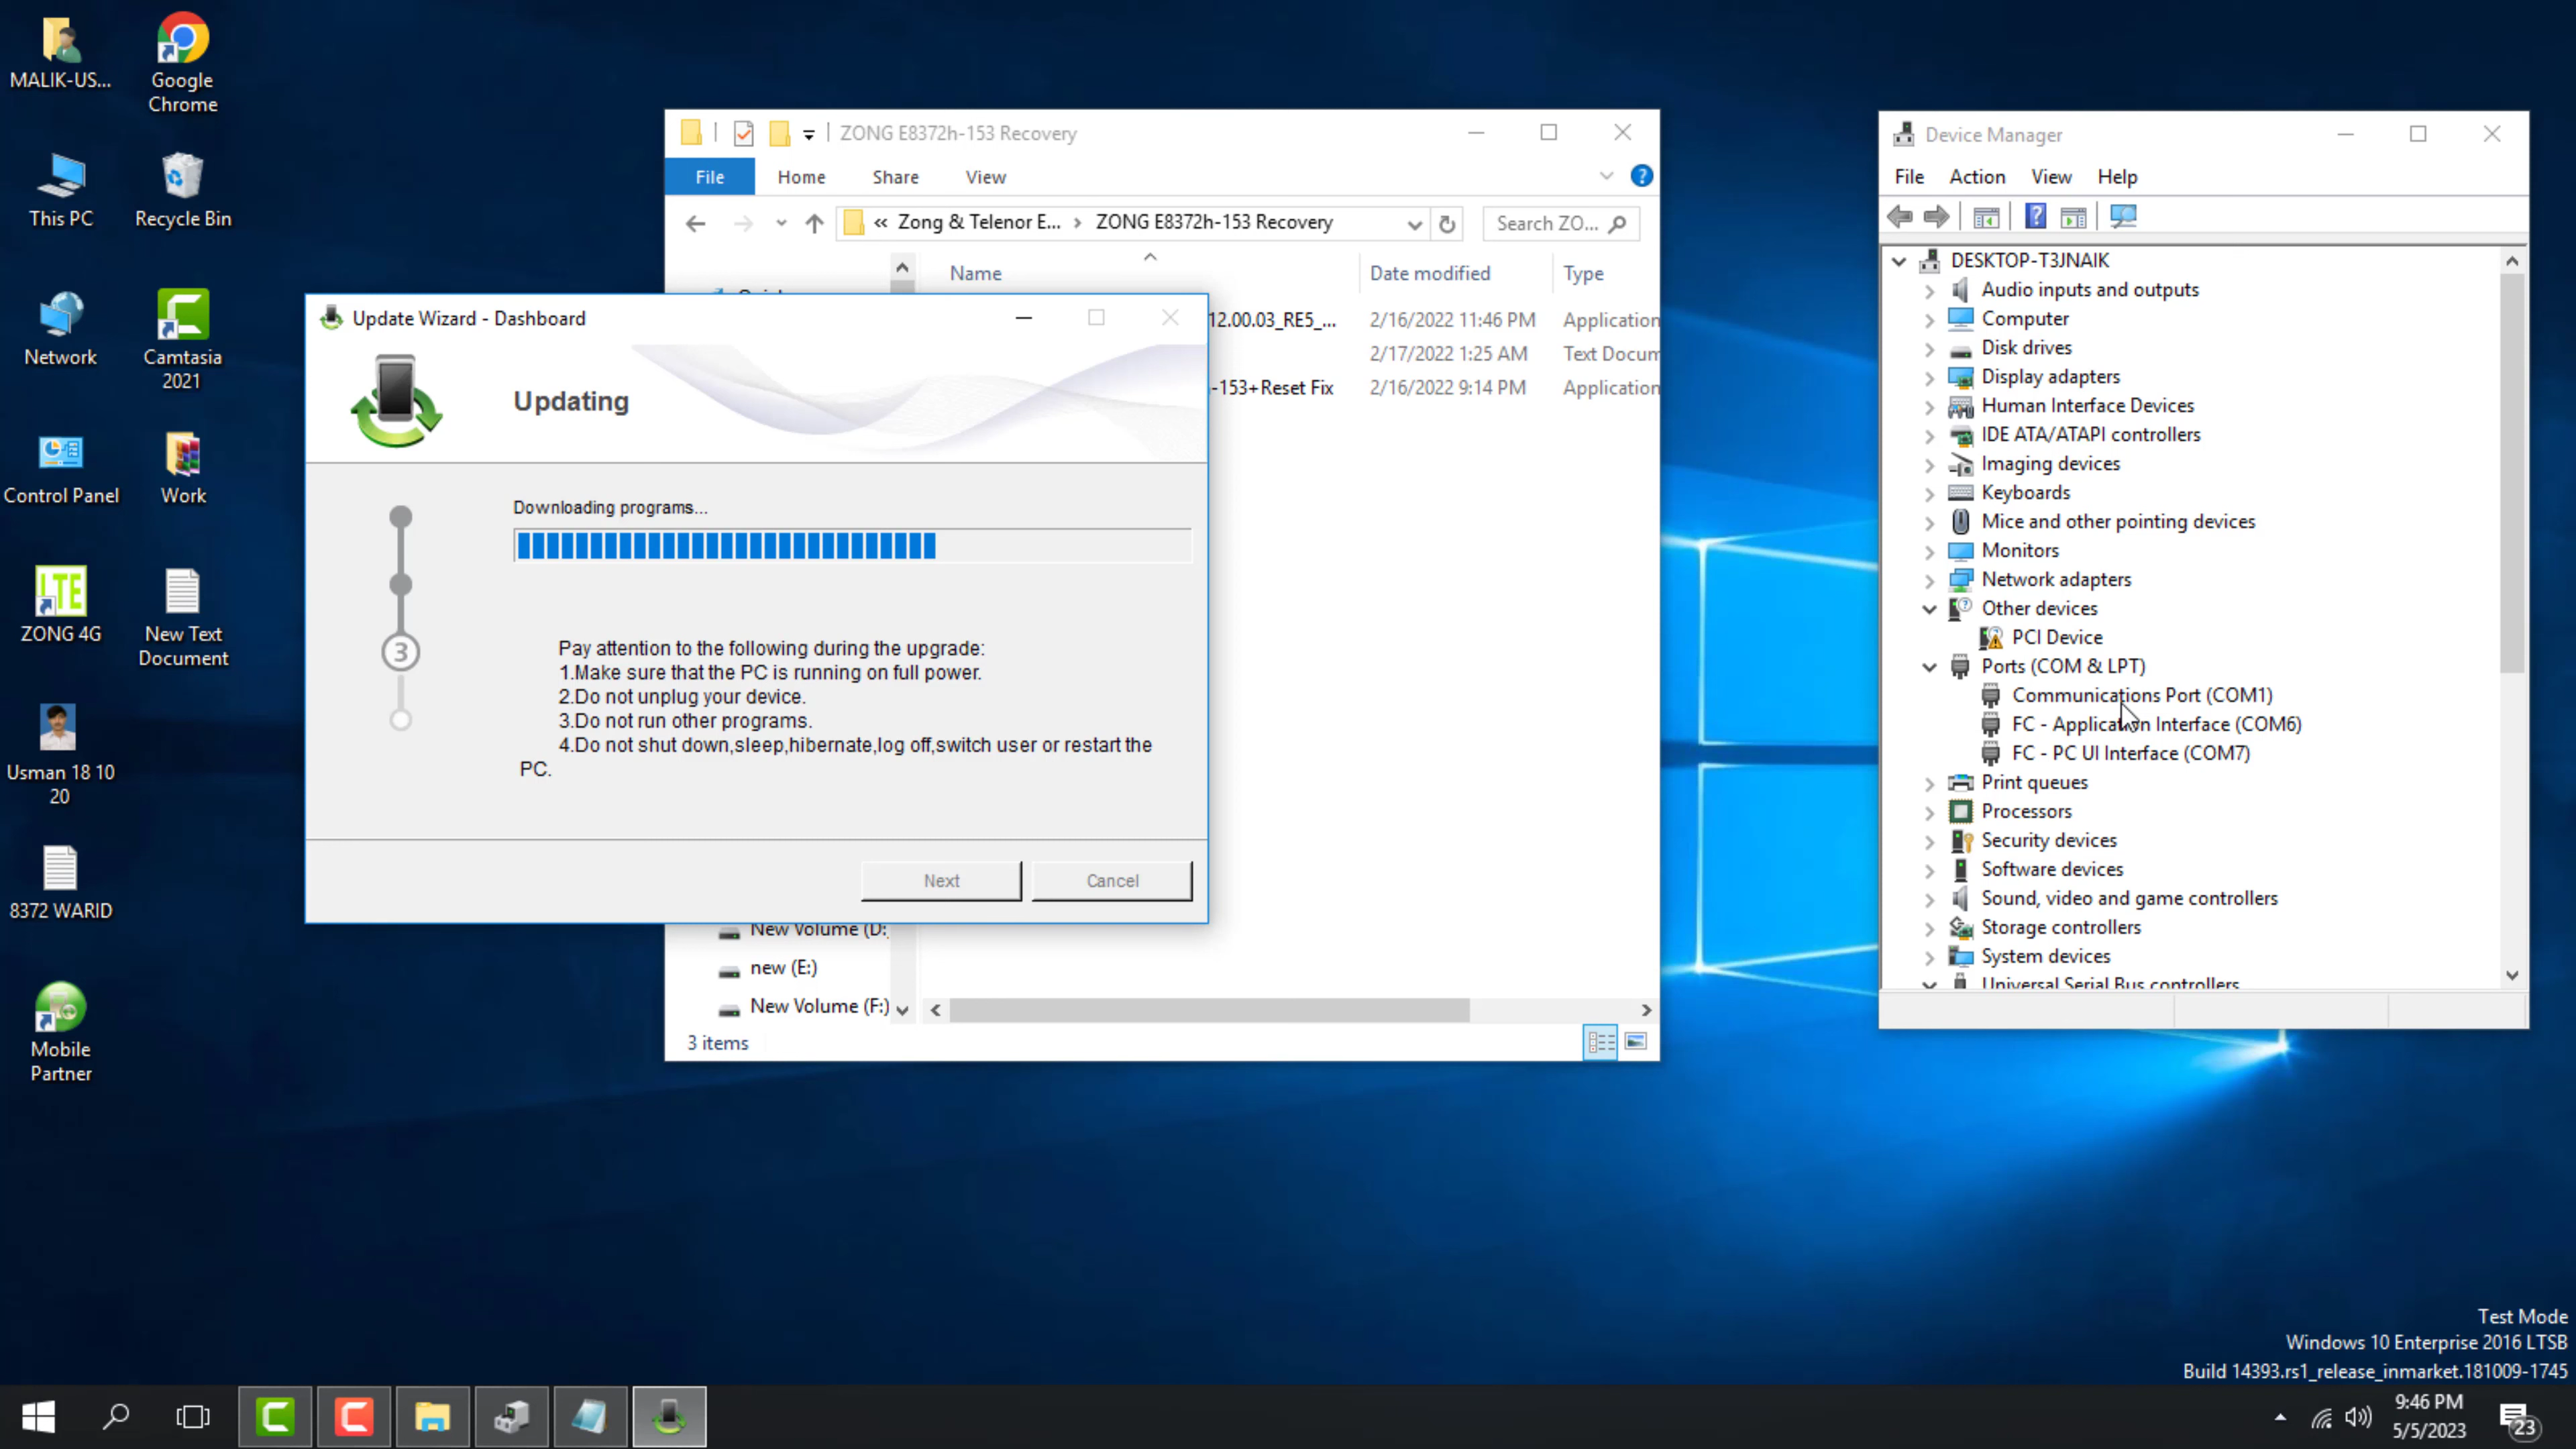 MALIK-US...
Google
Chrome
This PC
Recycle Bin
Network
Camtasia
2021
Control Panel
Work
LTE
ZONG 4G
New Text
Document
Usman 18 10
20
8372 WARID
Mobile
Partner
ZONG E8372h-153 Recovery
File
Home
Share
View
« Zong & Telenor E... › ZONG E8372h-153 Recovery
Search ZO...
Name
Date modified
Type
12.00.03_RE5_...
2/16/2022 11:46 PM
Application
2/17/2022 1:25 AM
Text Docum
-153+Reset Fix
2/16/2022 9:14 PM
Application
New Volume (D:
new (E:)
New Volume (F:)
3 items
Update Wizard - Dashboard
Updating
Downloading programs...
3
Pay attention to the following during the upgrade:
1.Make sure that the PC is running on full power.
2.Do not unplug your device.
3.Do not run other programs.
4.Do not shut down,sleep,hibernate,log off,switch user or restart the
PC.
Next
Cancel
Device Manager
File
Action
View
Help
DESKTOP-T3JNAIK
Audio inputs and outputs
Computer
Disk drives
Display adapters
Human Interface Devices
IDE ATA/ATAPI controllers
Imaging devices
Keyboards
Mice and other pointing devices
Monitors
Network adapters
Other devices
PCI Device
Ports (COM & LPT)
Communications Port (COM1)
FC - Application Interface (COM6)
FC - PC UI Interface (COM7)
Print queues
Processors
Security devices
Software devices
Sound, video and game controllers
Storage controllers
System devices
Universal Serial Bus controllers
Test Mode
Windows 10 Enterprise 2016 LTSB
Build 14393.rs1_release_inmarket.181009-1745
9:46 PM
5/5/2023
23